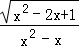 √(x² − 2x+1)
x² − x